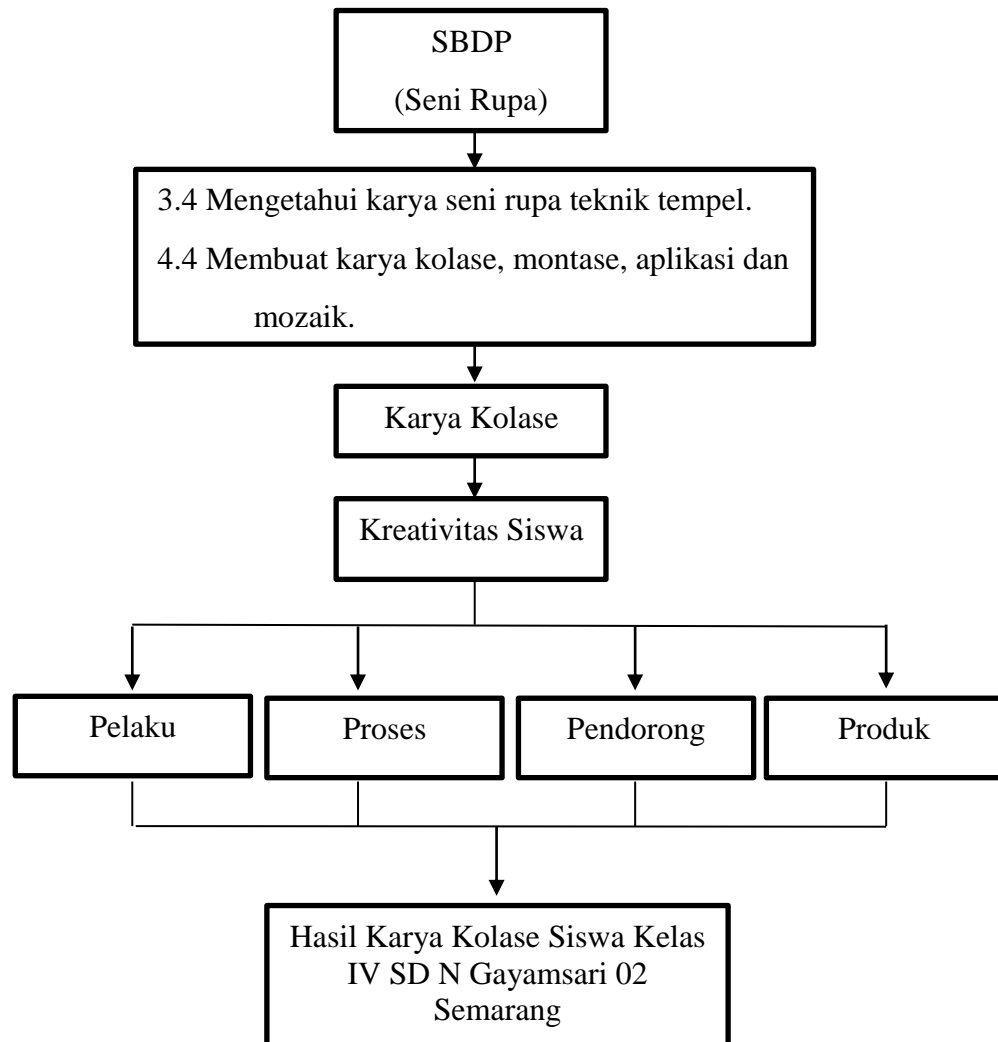 SBDP
(Seni Rupa)
3.4 Mengetahui karya seni rupa teknik tempel.
4.4 Membuat karya kolase, montase, aplikasi dan
mozaik.
Karya Kolase
Kreativitas Siswa
Pelaku
Proses
Pendorong
Produk
Hasil Karya Kolase Siswa Kelas
IV SD N Gayamsari 02
Semarang